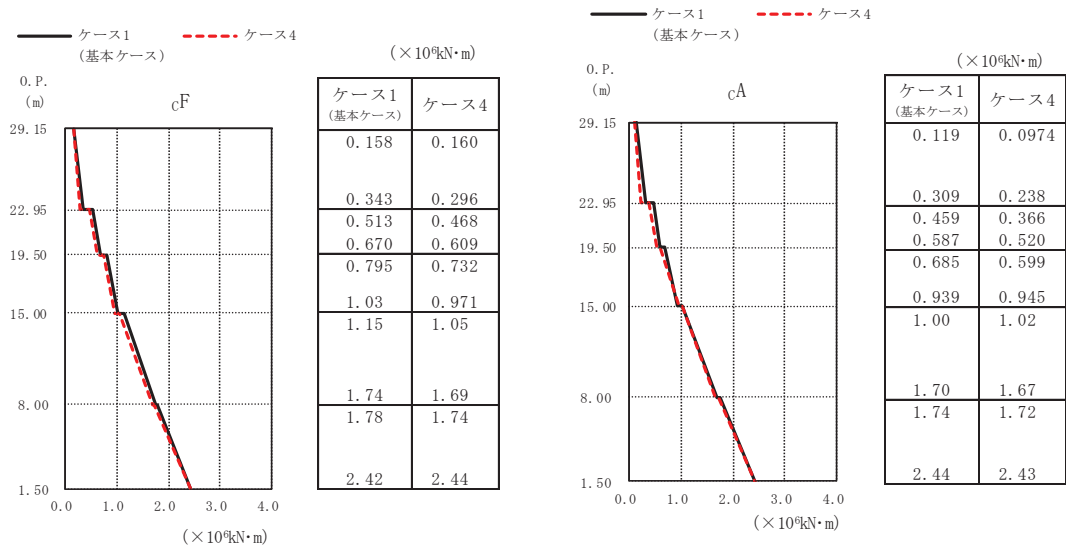 ケース1 ケース4
(基本ケース)
(×10⁶kN・m)
O.P.
(m)
cF
ケース1 ケース4
(基本ケース)
29.15
0.158 0.160
0.343 0.296
22.95
0.513 0.468
0.670 0.609
19.50
0.795 0.732
1.03 0.971
15.00
1.15 1.05
1.74 1.69
8.00
1.78 1.74
2.42 2.44
1.50
0.0 1.0 2.0 3.0 4.0
(×10⁶kN・m)
ケース1 ケース4
(基本ケース)
(×10⁶kN・m)
O.P.
(m)
cA
ケース1 ケース4
(基本ケース)
29.15
0.119 0.0974
0.309 0.238
22.95
0.459 0.366
0.587 0.520
19.50
0.685 0.599
0.939 0.945
15.00
1.00 1.02
1.70 1.67
8.00
1.74 1.72
2.44 2.43
1.50
0.0 1.0 2.0 3.0 4.0
(×10⁶kN・m)